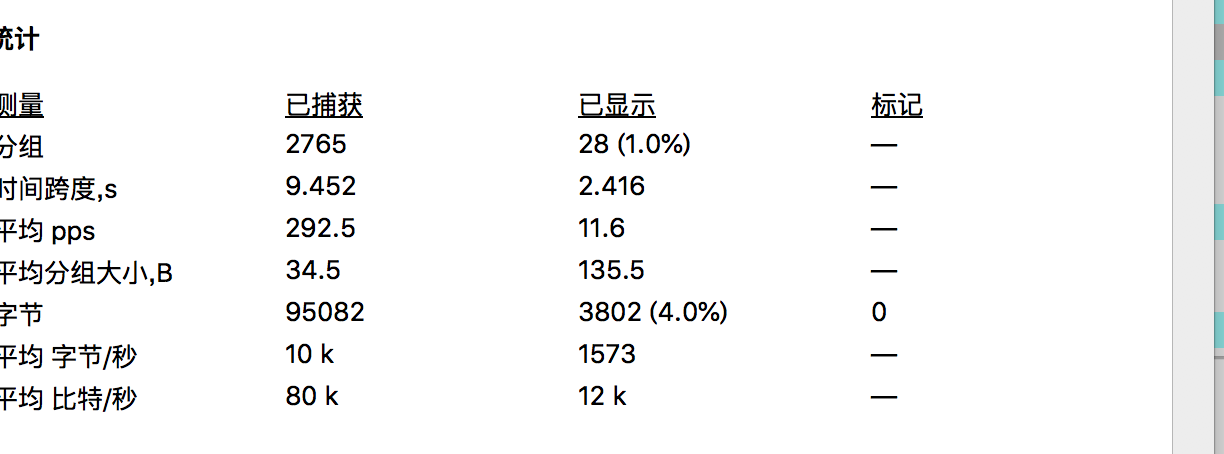 统计
测量 已捕获 已显示 标记
分组 2765 28 (1.0%) —
时间跨度,s 9.452 2.416 —
平均 pps 292.5 11.6 —
平均分组大小,B 34.5 135.5 —
字节 95082 3802 (4.0%) 0
平均 字节/秒 10 k 1573 —
平均 比特/秒 80 k 12 k —